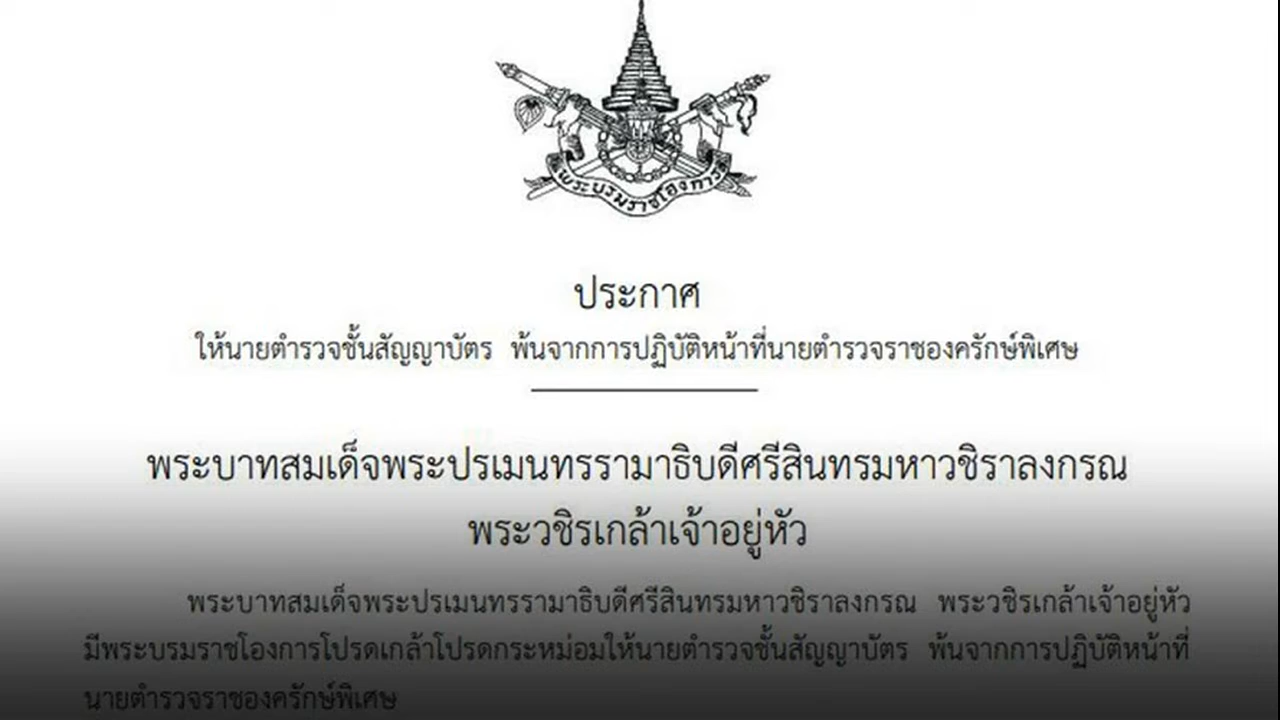 พระบรมราชโองการ
ประกาศ
ให้นายตำรวจชั้นสัญญาบัตร พ้นจากการปฏิบัติหน้าที่นายตำรวจราชองครักษ์พิเศษ
พระบาทสมเด็จพระปรเมนทรรามาธิบดีศรีสินทรมหาวชิราลงกรณ
พระวชิรเกล้าเจ้าอยู่หัว
พระบาทสมเด็จพระปรเมนทรรามาธิบดีศรีสินทรมหาวชิราลงกรณ พระวชิรเกล้าเจ้าอยู่หัว
มีพระบรมราชโองการโปรดเกล้าโปรดกระหม่อมให้นายตำรวจชั้นสัญญาบัตร พ้นจากการปฏิบัติหน้าที่
นายตำรวจราชองครักษ์พิเศษ